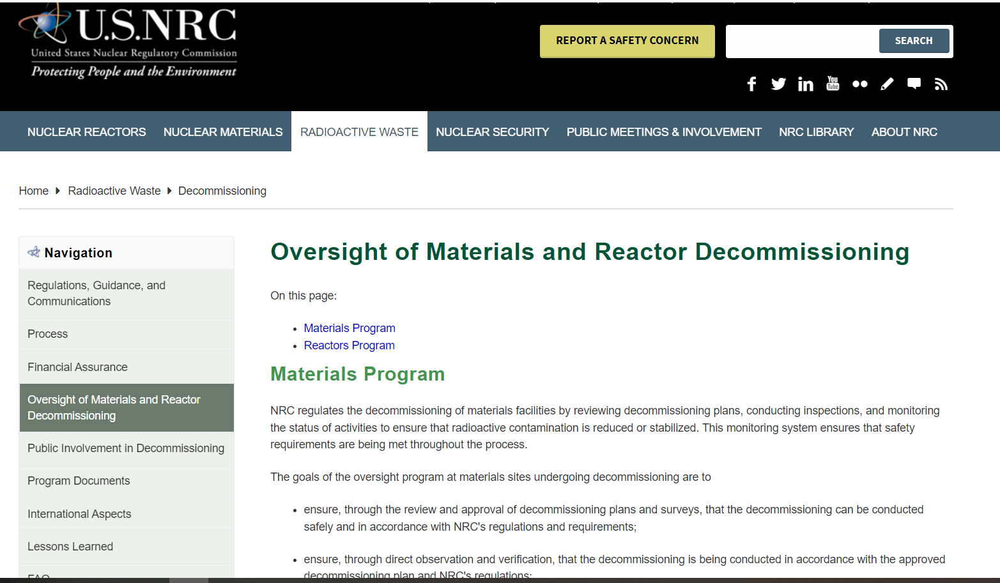 U.S.NRC
United States Nuclear Regulatory Commission
Protecting People and the Environment
REPORT A SAFETY CONCERN
SEARCH
You
Tube
NUCLEAR REACTORS
NUCLEAR MATERIALS
RADIOACTIVE WASTE
NUCLEAR SECURITY
PUBLIC MEETINGS & INVOLVEMENT
NRC LIBRARY
ABOUT NRC
Home
Radioactive Waste
Decommissioning
Navigation
Regulations, Guidance, and
Communications
Process
Financial Assurance
Oversight of Materials and Reactor
Decommissioning
Public Involvement in Decommissioning
Program Documents
International Aspects
Lessons Learned
FAQ
Oversight of Materials and Reactor Decommissioning
On this page:
Materials Program
Reactors Program
Materials Program
NRC regulates the decommissioning of materials facilities by reviewing decommissioning plans, conducting inspections, and monitoring
the status of activities to ensure that radioactive contamination is reduced or stabilized. This monitoring system ensures that safety
requirements are being met throughout the process.
The goals of the oversight program at materials sites undergoing decommissioning are to
ensure, through the review and approval of decommissioning plans and surveys, that the decommissioning can be conducted
safely and in accordance with NRC's regulations and requirements;
ensure, through direct observation and verification, that the decommissioning is being conducted in accordance with the approved
decommissioning plan and NRC's regulations;